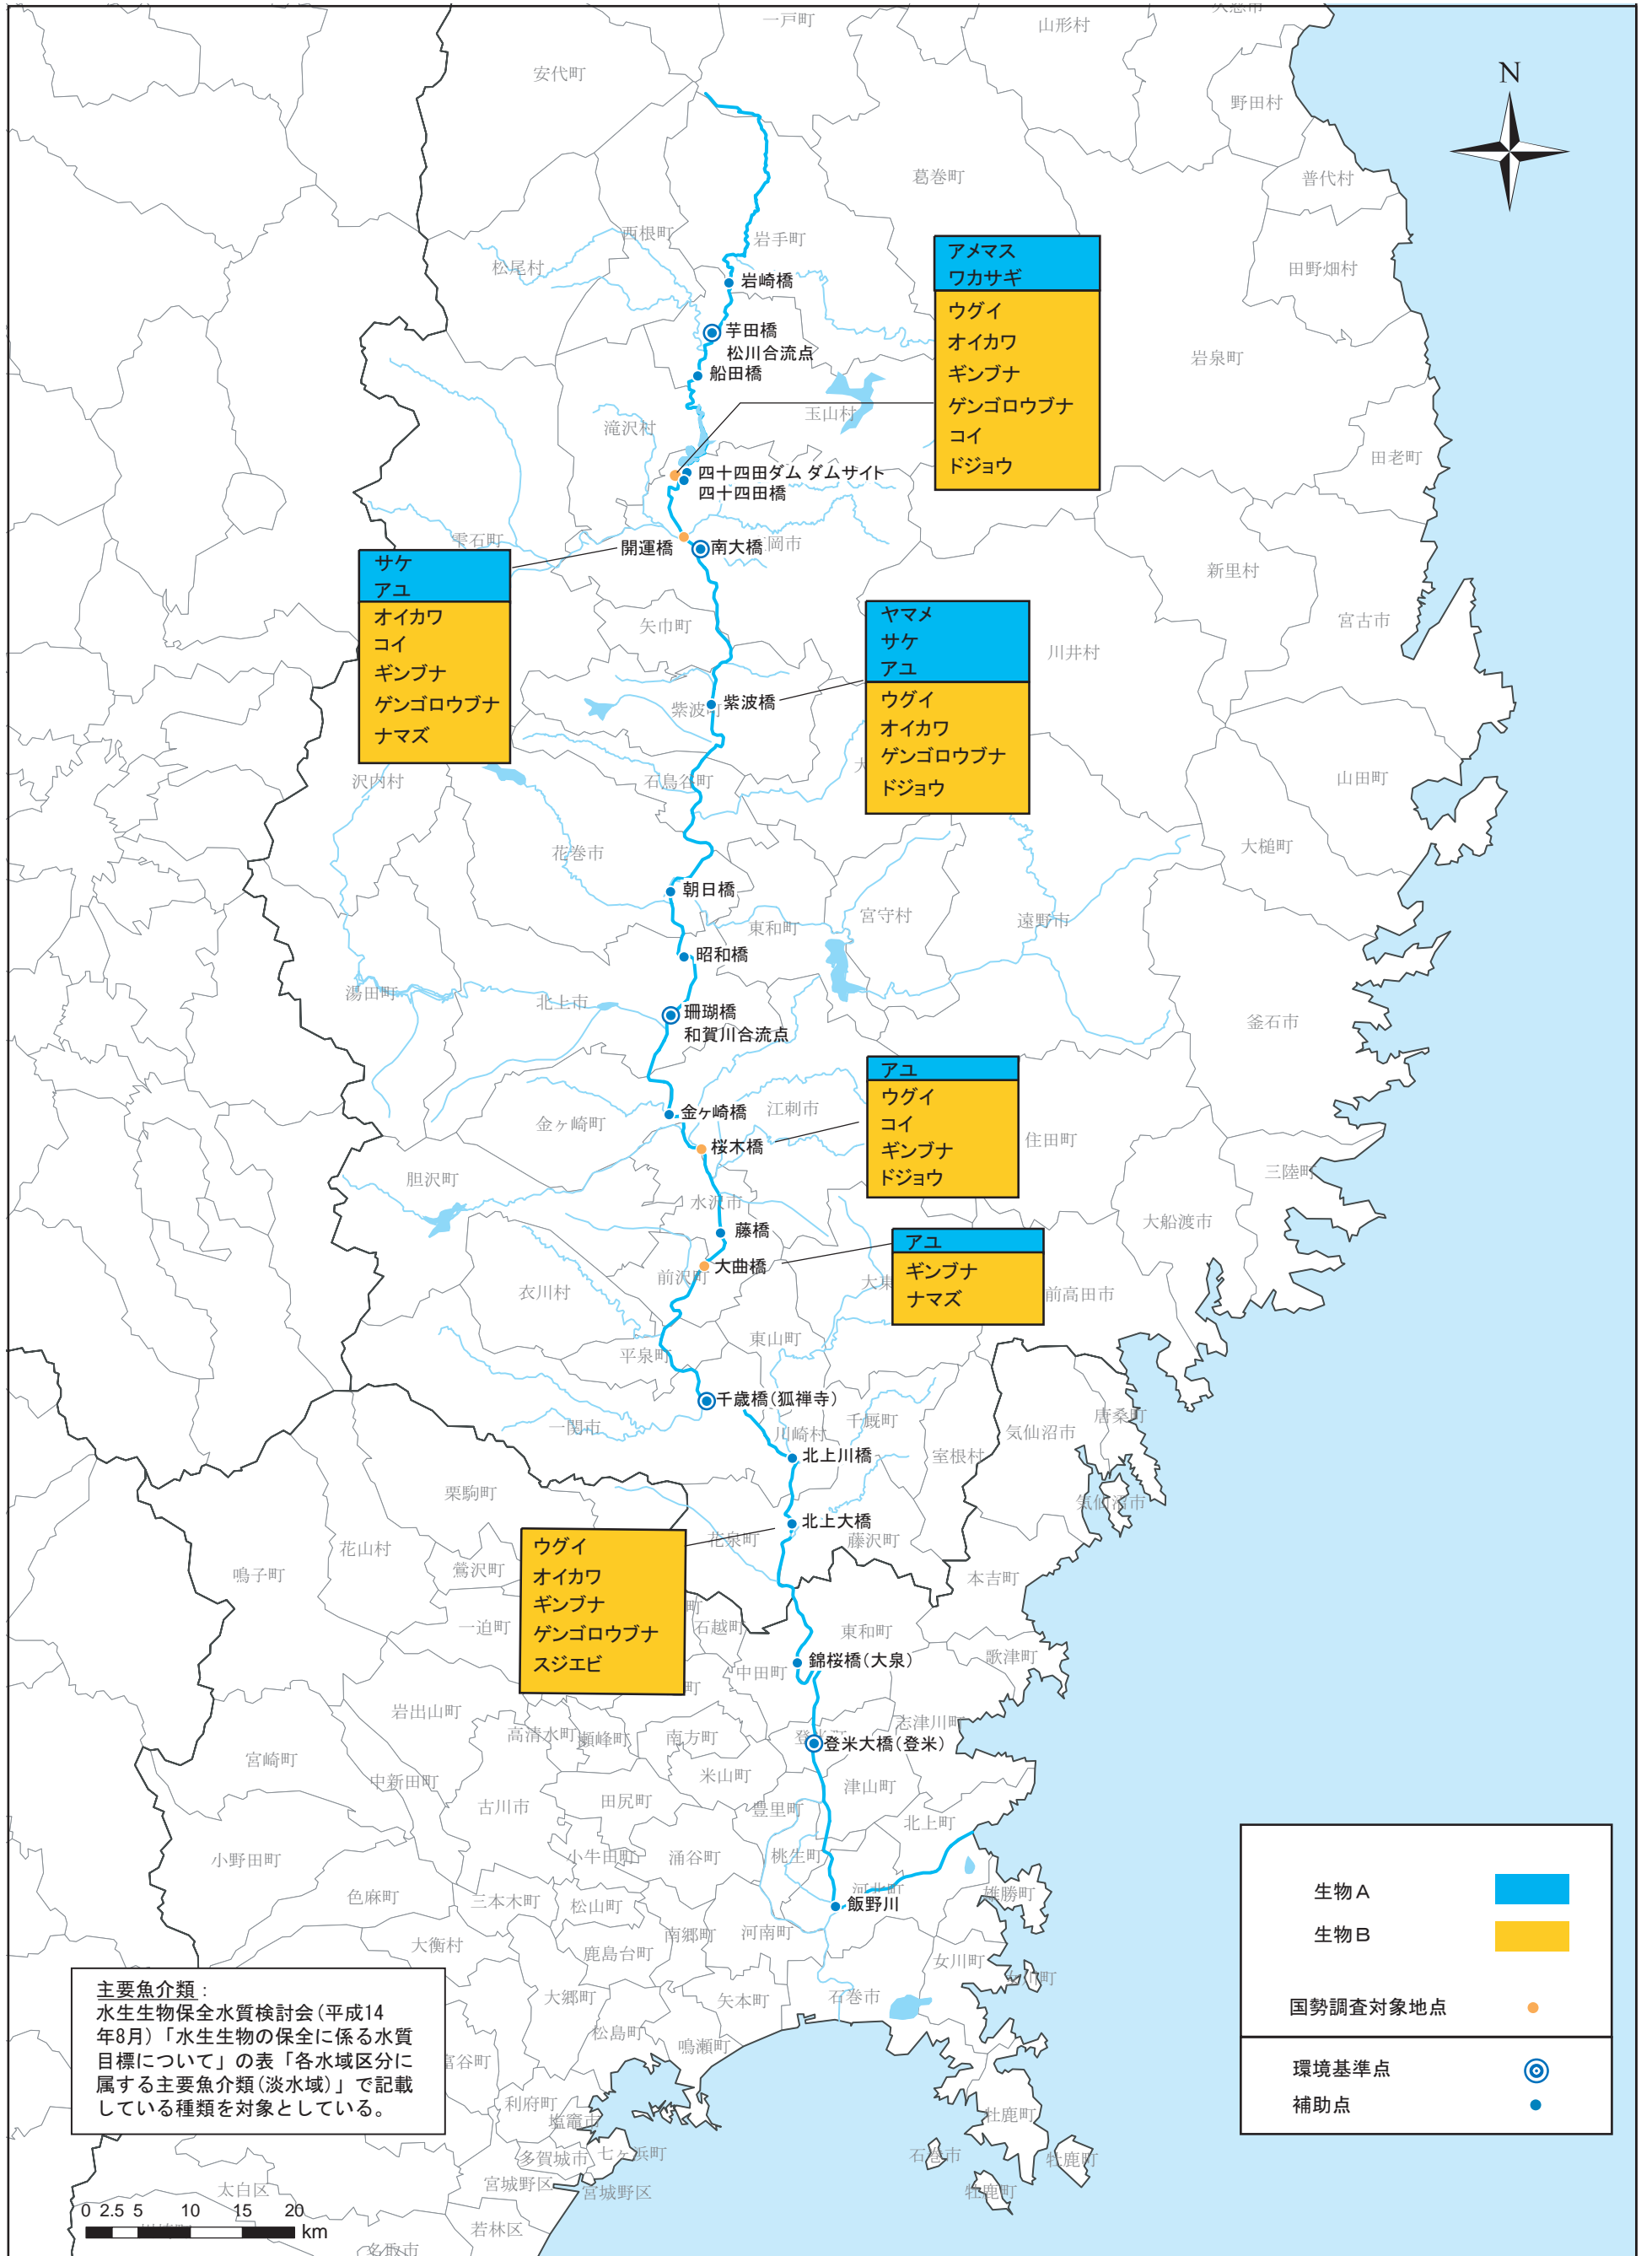 一戸町
久慈市
山形村
安代町
N
野田村
葛巻町
普代村
西根町
岩手町
松尾村
田野畑村
アメマス
ワカサギ
ウグイ
オイカワ
ギンブナ
ゲンゴロウブナ
コイ
ドジョウ
岩崎橋
芋田橋
松川合流点
船田橋
岩泉町
玉山村
滝沢村
田老町
四十四田ダム ダムサイト
四十四田橋
雫石町
開運橋
南大橋
岡市
サケ
アユ
オイカワ
コイ
ギンブナ
ゲンゴロウブナ
ナマズ
新里村
宮古市
矢巾町
川井村
ヤマメ
サケ
アユ
ウグイ
オイカワ
ゲンゴロウブナ
ドジョウ
紫波橋
紫波町
沢内村
石鳥谷町
山田町
花巻市
大槌町
朝日橋
東和町
宮守村
遠野市
昭和橋
湯田町
北上市
珊瑚橋
和賀川合流点
釜石市
アユ
ウグイ
コイ
ギンブナ
ドジョウ
金ヶ崎町
金ヶ崎橋
江刺市
桜木橋
住田町
胆沢町
三陸町
水沢市
大船渡市
藤橋
アユ
ギンブナ
ナマズ
前沢町
大曲橋
大東
衣川村
前高田市
東山町
平泉町
千歳橋(狐禅寺)
一関市
川崎村
千厩町
気仙沼市
唐桑町
北上川橋
室根村
栗駒町
気仙沼市
北上大橋
花泉町
藤沢町
ウグイ
オイカワ
ギンブナ
ゲンゴロウブナ
スジエビ
花山村
鶯沢町
鳴子町
本吉町
一迫町
町
石越町
東和町
錦桜橋(大泉)
歌津町
中田町
町
岩出山町
高清水町
瀬峰町
南方町
志津川町
登米大橋(登米)
宮崎町
中新田町
米山町
津山町
古川市
田尻町
豊里町
北上町
小野田町
小牛田町
涌谷町
桃生町
色麻町
三本木町
松山町
河北町
雄勝町
飯野川
南郷町
河南町
大衡村
鹿島台町
女川町
女川町
大郷町
矢本町
石巻市
松島町
鳴瀬町
富谷町
利府町
塩竈市
牡鹿町
多賀城市
七ヶ浜町
石巻市
牡鹿町
宮城野区
宮城野区
牡鹿町
太白区
若林区
名取市
生物A
生物B
国勢調査対象地点
環境基準点
補助点
主要魚介類:
水生生物保全水質検討会(平成14
年8月)「水生生物の保全に係る水質
目標について」の表「各水域区分に
属する主要魚介類(淡水域)」で記載
している種類を対象としている。
0 2.5 5 10 15 20
km